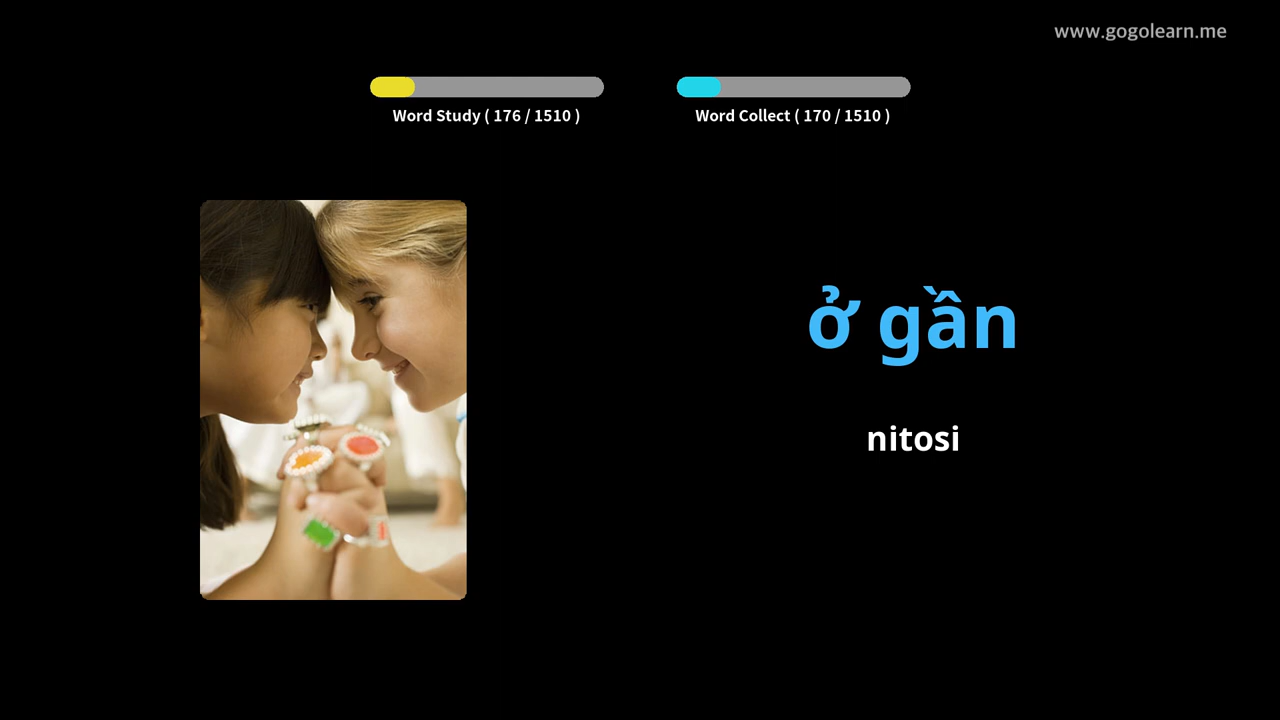 www.gogolearn.me
Word Study ( 176 / 1510 )
Word Collect ( 170 / 1510 )
ở gần
nitosi